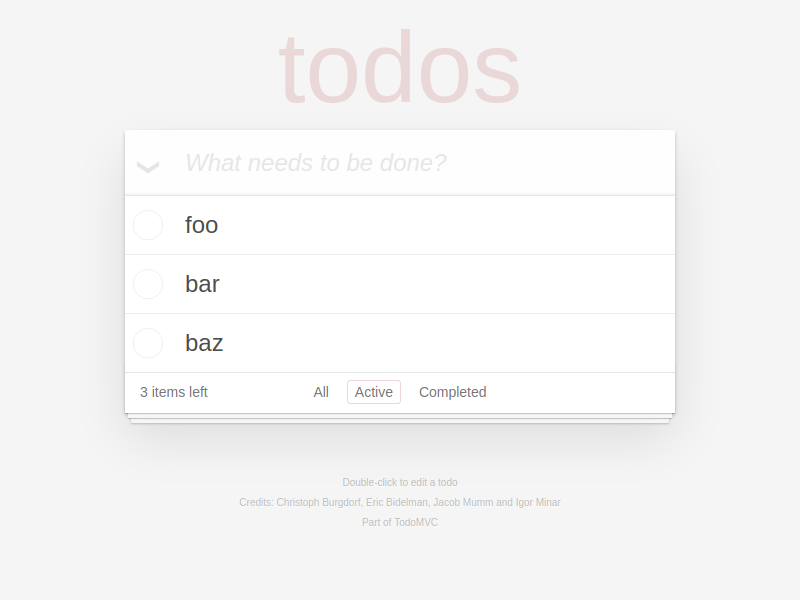 todos
What needs to be done?
foo
bar
baz
3 items left All Active Completed
Double-click to edit a todo
Credits: Christoph Burgdorf, Eric Bidelman, Jacob Mumm and Igor Minar
Part of TodoMVC